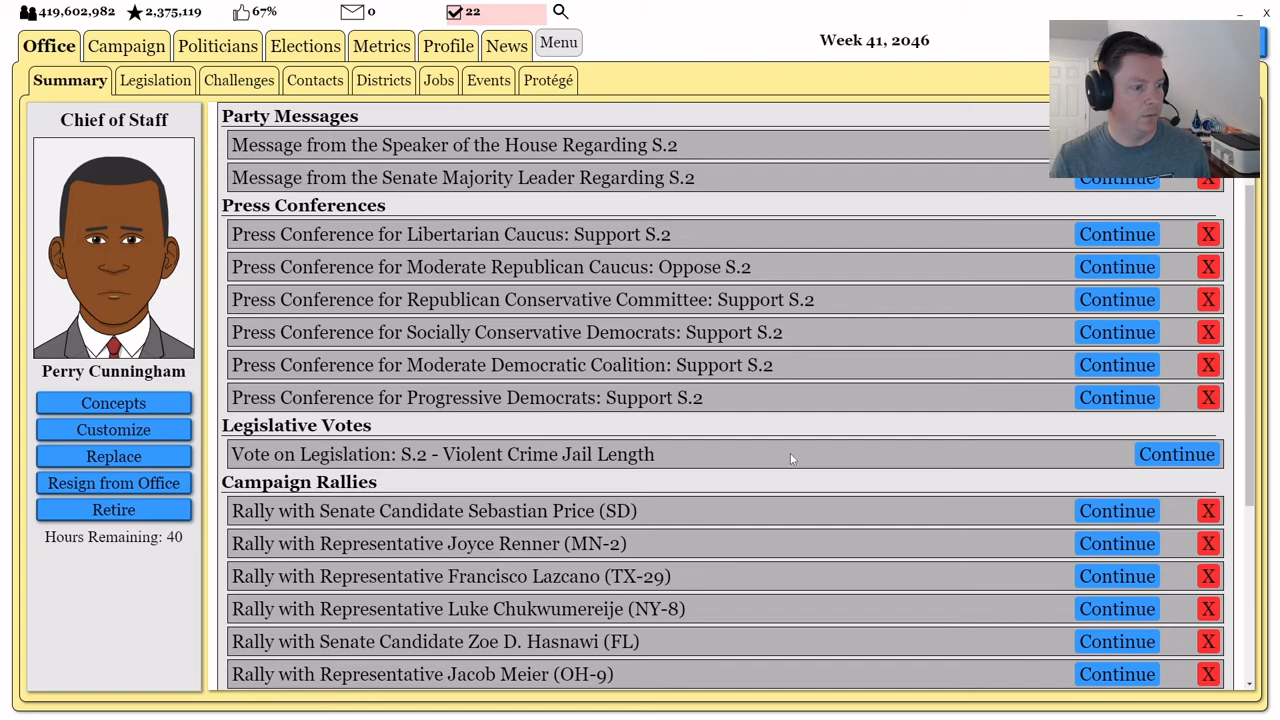 419,602,982 2,375,119 67% 0 22
Office Campaign Politicians Elections Metrics Profile News Menu
Week 41, 2046
Summary Legislation Challenges Contacts Districts Jobs Events Protégé
Chief of Staff
Perry Cunningham
Concepts
Customize
Replace
Resign from Office
Retire
Hours Remaining: 40
Party Messages
Message from the Speaker of the House Regarding S.2
Message from the Senate Majority Leader Regarding S.2 Continue X
Press Conferences
Press Conference for Libertarian Caucus: Support S.2 Continue X
Press Conference for Moderate Republican Caucus: Oppose S.2 Continue X
Press Conference for Republican Conservative Committee: Support S.2 Continue X
Press Conference for Socially Conservative Democrats: Support S.2 Continue X
Press Conference for Moderate Democratic Coalition: Support S.2 Continue X
Press Conference for Progressive Democrats: Support S.2 Continue X
Legislative Votes
Vote on Legislation: S.2 - Violent Crime Jail Length Continue
Campaign Rallies
Rally with Senate Candidate Sebastian Price (SD) Continue X
Rally with Representative Joyce Renner (MN-2) Continue X
Rally with Representative Francisco Lazcano (TX-29) Continue X
Rally with Representative Luke Chukwumereije (NY-8) Continue X
Rally with Senate Candidate Zoe D. Hasnawi (FL) Continue X
Rally with Representative Jacob Meier (OH-9) Continue X